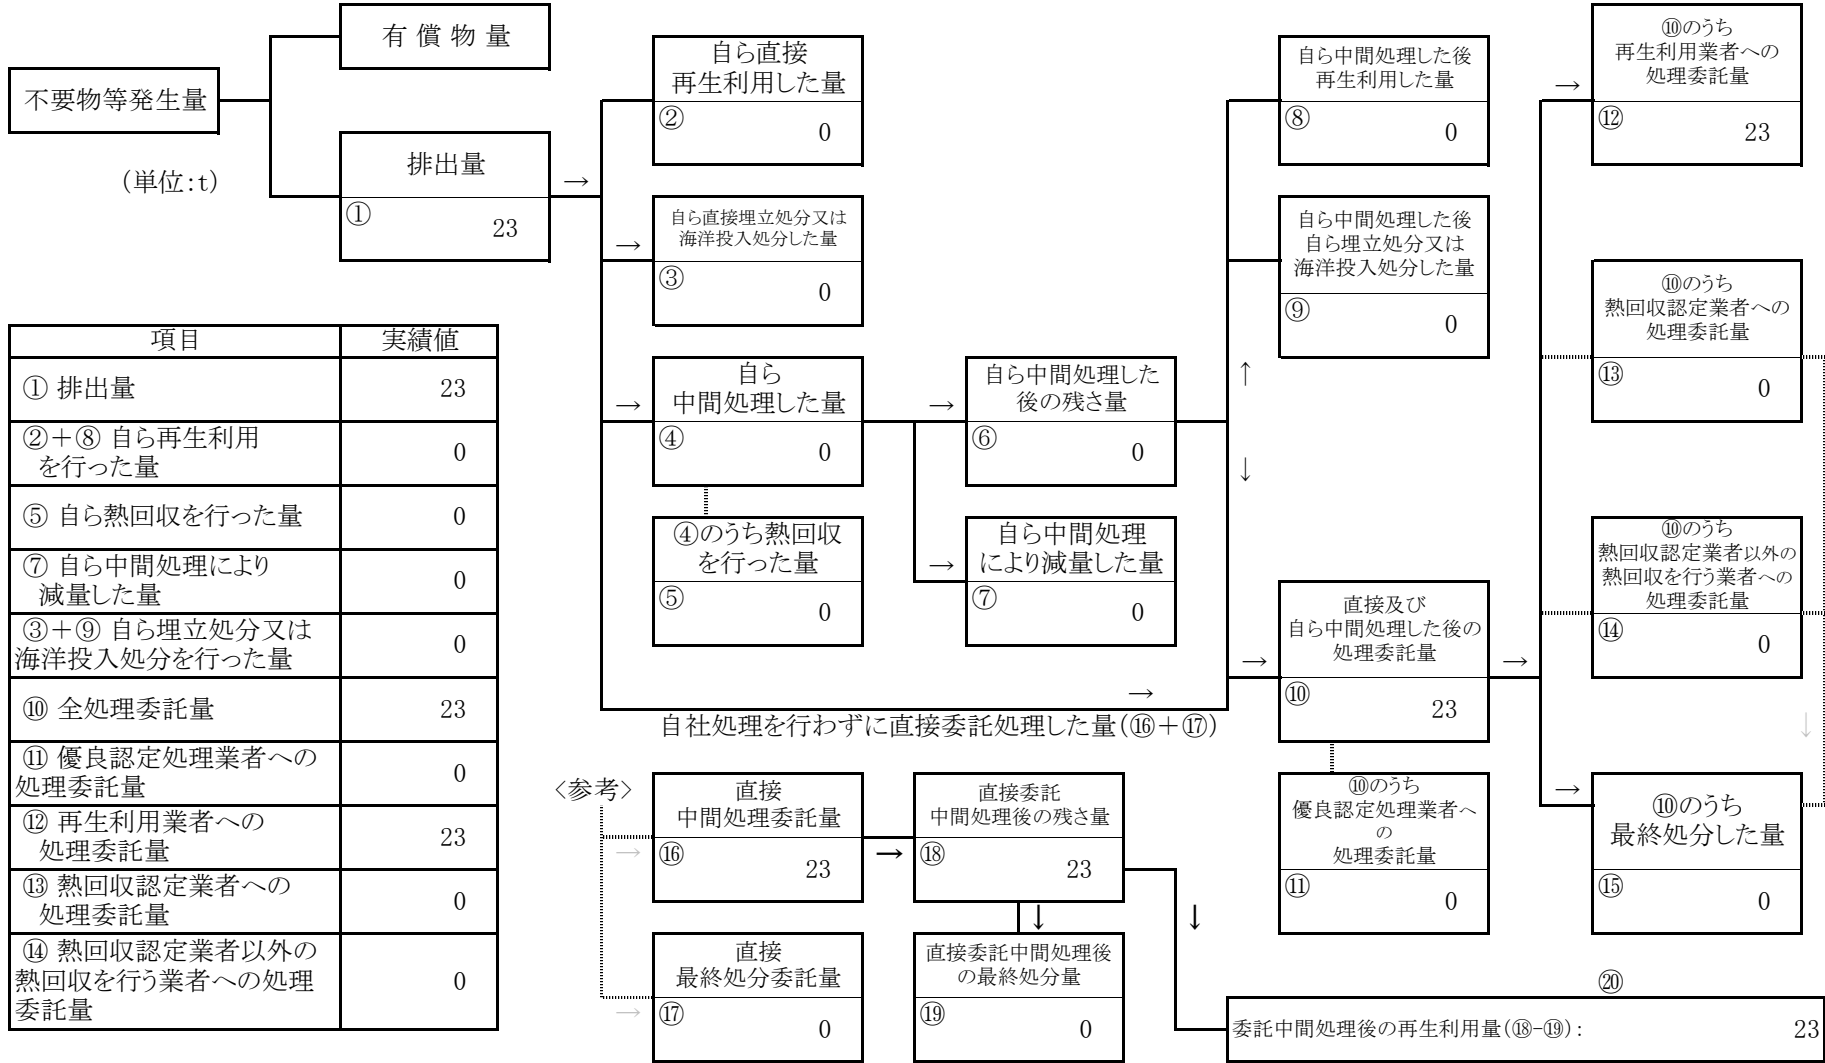 不要物等発生量
有 償 物 量
(単位:t)
排出量
①
23
→
自ら直接
再生利用した量
②
0
→
自ら直接埋立処分又は
海洋投入処分した量
③
0
→
自ら
中間処理した量
④
0
④のうち熱回収
を行った量
⑤
0
→
自ら中間処理した
後の残さ量
⑥
0
→
自ら中間処理
により減量した量
⑦
0
↑
↓
自ら中間処理した後
再生利用した量
⑧
0
自ら中間処理した後
自ら埋立処分又は
海洋投入処分した量
⑨
0
→
自社処理を行わずに直接委託処理した量(⑯+⑰)
→
直接及び
自ら中間処理した後の
処理委託量
⑩
23
→
⑩のうち
優良認定処理業者へ
の
処理委託量
⑪
0
→
⑩のうち
再生利用業者への
処理委託量
⑫
23
⑩のうち
熱回収認定業者への
処理委託量
⑬
0
⑩のうち
熱回収認定業者以外の
熱回収を行う業者への
処理委託量
⑭
0
↓
→
⑩のうち
最終処分した量
⑮
0
項目 実績値
① 排出量 23
②+⑧ 自ら再生利用
を行った量 0
⑤ 自ら熱回収を行った量 0
⑦ 自ら中間処理により
減量した量 0
③+⑨ 自ら埋立処分又は
海洋投入処分を行った量 0
⑩ 全処理委託量 23
⑪ 優良認定処理業者への
処理委託量 0
⑫ 再生利用業者への
処理委託量 23
⑬ 熱回収認定業者への
処理委託量 0
⑭ 熱回収認定業者以外の
熱回収を行う業者への処理
委託量 0
<参考>
→
直接
中間処理委託量
⑯
23
→
直接委託
中間処理後の残さ量
⑱
23
↓
↓
→
直接
最終処分委託量
⑰
0
直接委託中間処理後
の最終処分量
⑲
0
⑳
委託中間処理後の再生利用量(⑱-⑲): 23